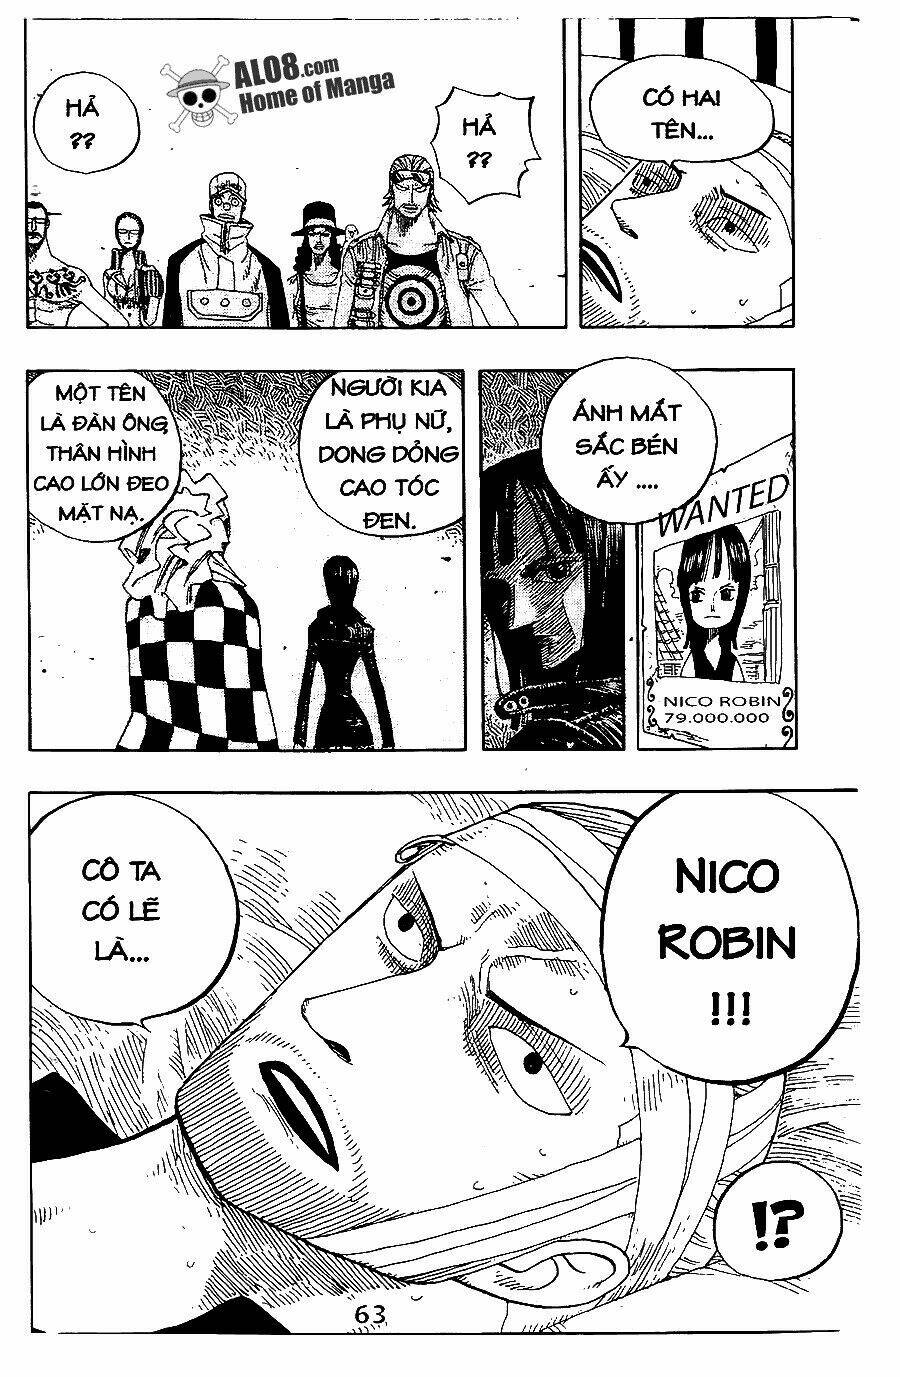 AL08.com
Home of Manga
CÓ HAI
TÊN...
HẢ
??
HẢ
??
ÁNH MẮT
SẮC BÉN
ẤY ....
WANTED
NICO ROBIN
79.000.000
NGƯỜI KIA
LÀ PHỤ NỮ,
DONG DỎNG
CAO TÓC
ĐEN.
MỘT TÊN
LÀ ĐÀN ÔNG
THÂN HÌNH
CAO LỚN ĐEO
MẶT NẠ.
NICO
ROBIN
!!!
CÔ TA
CÓ LẼ
LÀ...
!?
63